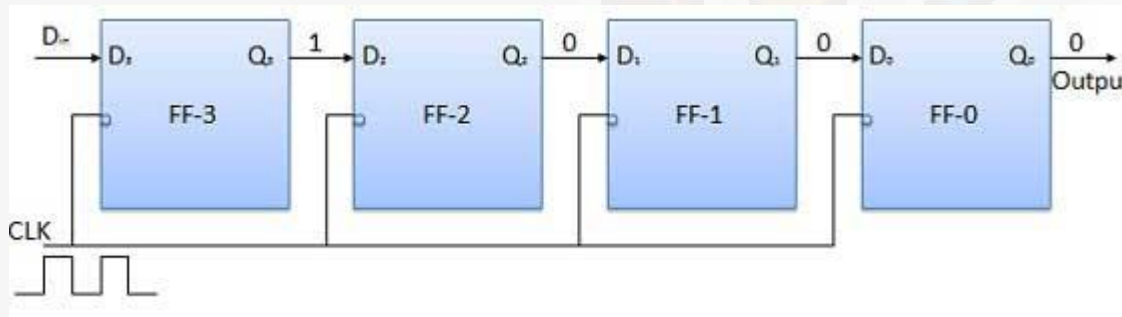 Dᵢₙ D₃ Q₃ 1 D₂ Q₂ 0 D₁ Q₁ 0 D₀ Q₀ 0
Outpu
FF-3 FF-2 FF-1 FF-0
CLK